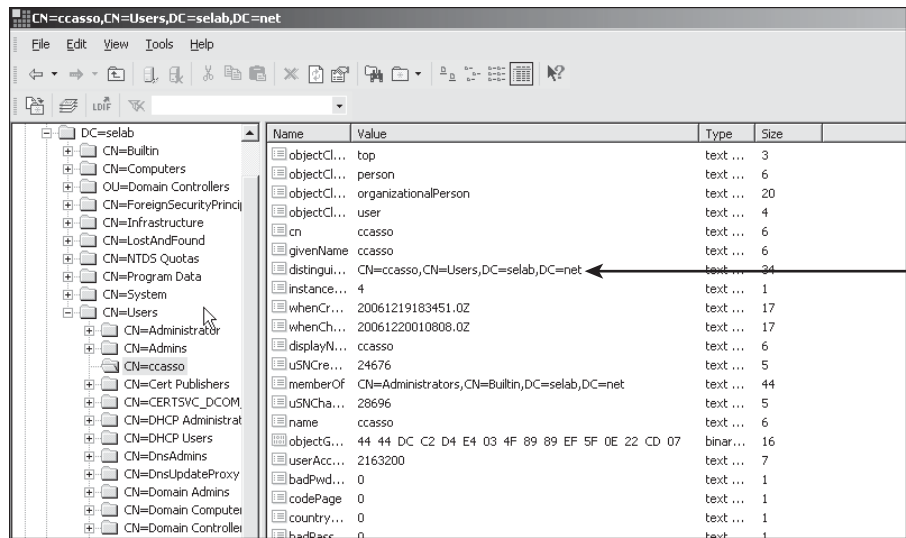 CN=ccasso,CN=Users,DC=selab,DC=net
File Edit View Tools Help
LDIF
DC=selab
CN=Builtin
CN=Computers
OU=Domain Controllers
CN=ForeignSecurityPrincip
CN=Infrastructure
CN=LostAndFound
CN=NTDS Quotas
CN=Program Data
CN=System
CN=Users
CN=Administrator
CN=Admins
CN=ccasso
CN=Cert Publishers
CN=CERTSVC_DCOM_
CN=DHCP Administrat
CN=DHCP Users
CN=DnsAdmins
CN=DnsUpdateProxy
CN=Domain Admins
CN=Domain Computer
CN=Domain Controller
Name Value Type Size
objectCl... top text ... 3
objectCl... person text ... 6
objectCl... organizationalPerson text ... 20
objectCl... user text ... 4
cn ccasso text ... 6
givenName ccasso text ... 6
distingui... CN=ccasso,CN=Users,DC=selab,DC=net text ... 34
instance... 4 text ... 1
whenCr... 20061219183451.0Z text ... 17
whenCh... 20061220010808.0Z text ... 17
displayN... ccasso text ... 6
uSNCre... 24676 text ... 5
memberOf CN=Administrators,CN=Builtin,DC=selab,DC=net text ... 44
uSNCha... 28696 text ... 5
name ccasso text ... 6
objectG... 44 44 DC C2 D4 E4 03 4F 89 89 EF 5F 0E 22 CD 07 binar... 16
userAcc... 2163200 text ... 7
badPwd... 0 text ... 1
codePage 0 text ... 1
country... 0 text ... 1
badPass... 0 text ... 1